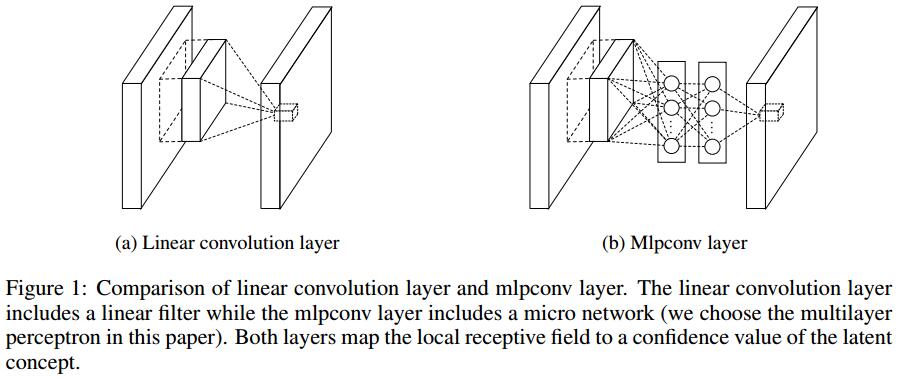 (a) Linear convolution layer
(b) Mlpconv layer
Figure 1: Comparison of linear convolution layer and mlpconv layer. The linear convolution layer
includes a linear filter while the mlpconv layer includes a micro network (we choose the multilayer
perceptron in this paper). Both layers map the local receptive field to a confidence value of the latent
concept.